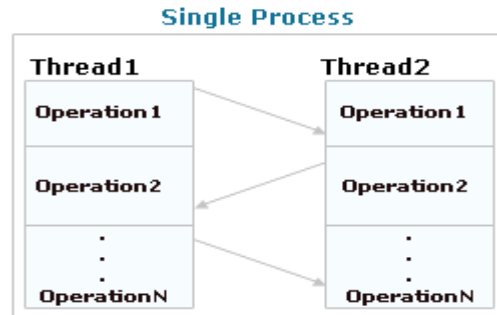 Single Process
Thread1
Thread2
Operation1
Operation1
Operation2
Operation2
.
.
.
.
.
.
OperationN
OperationN